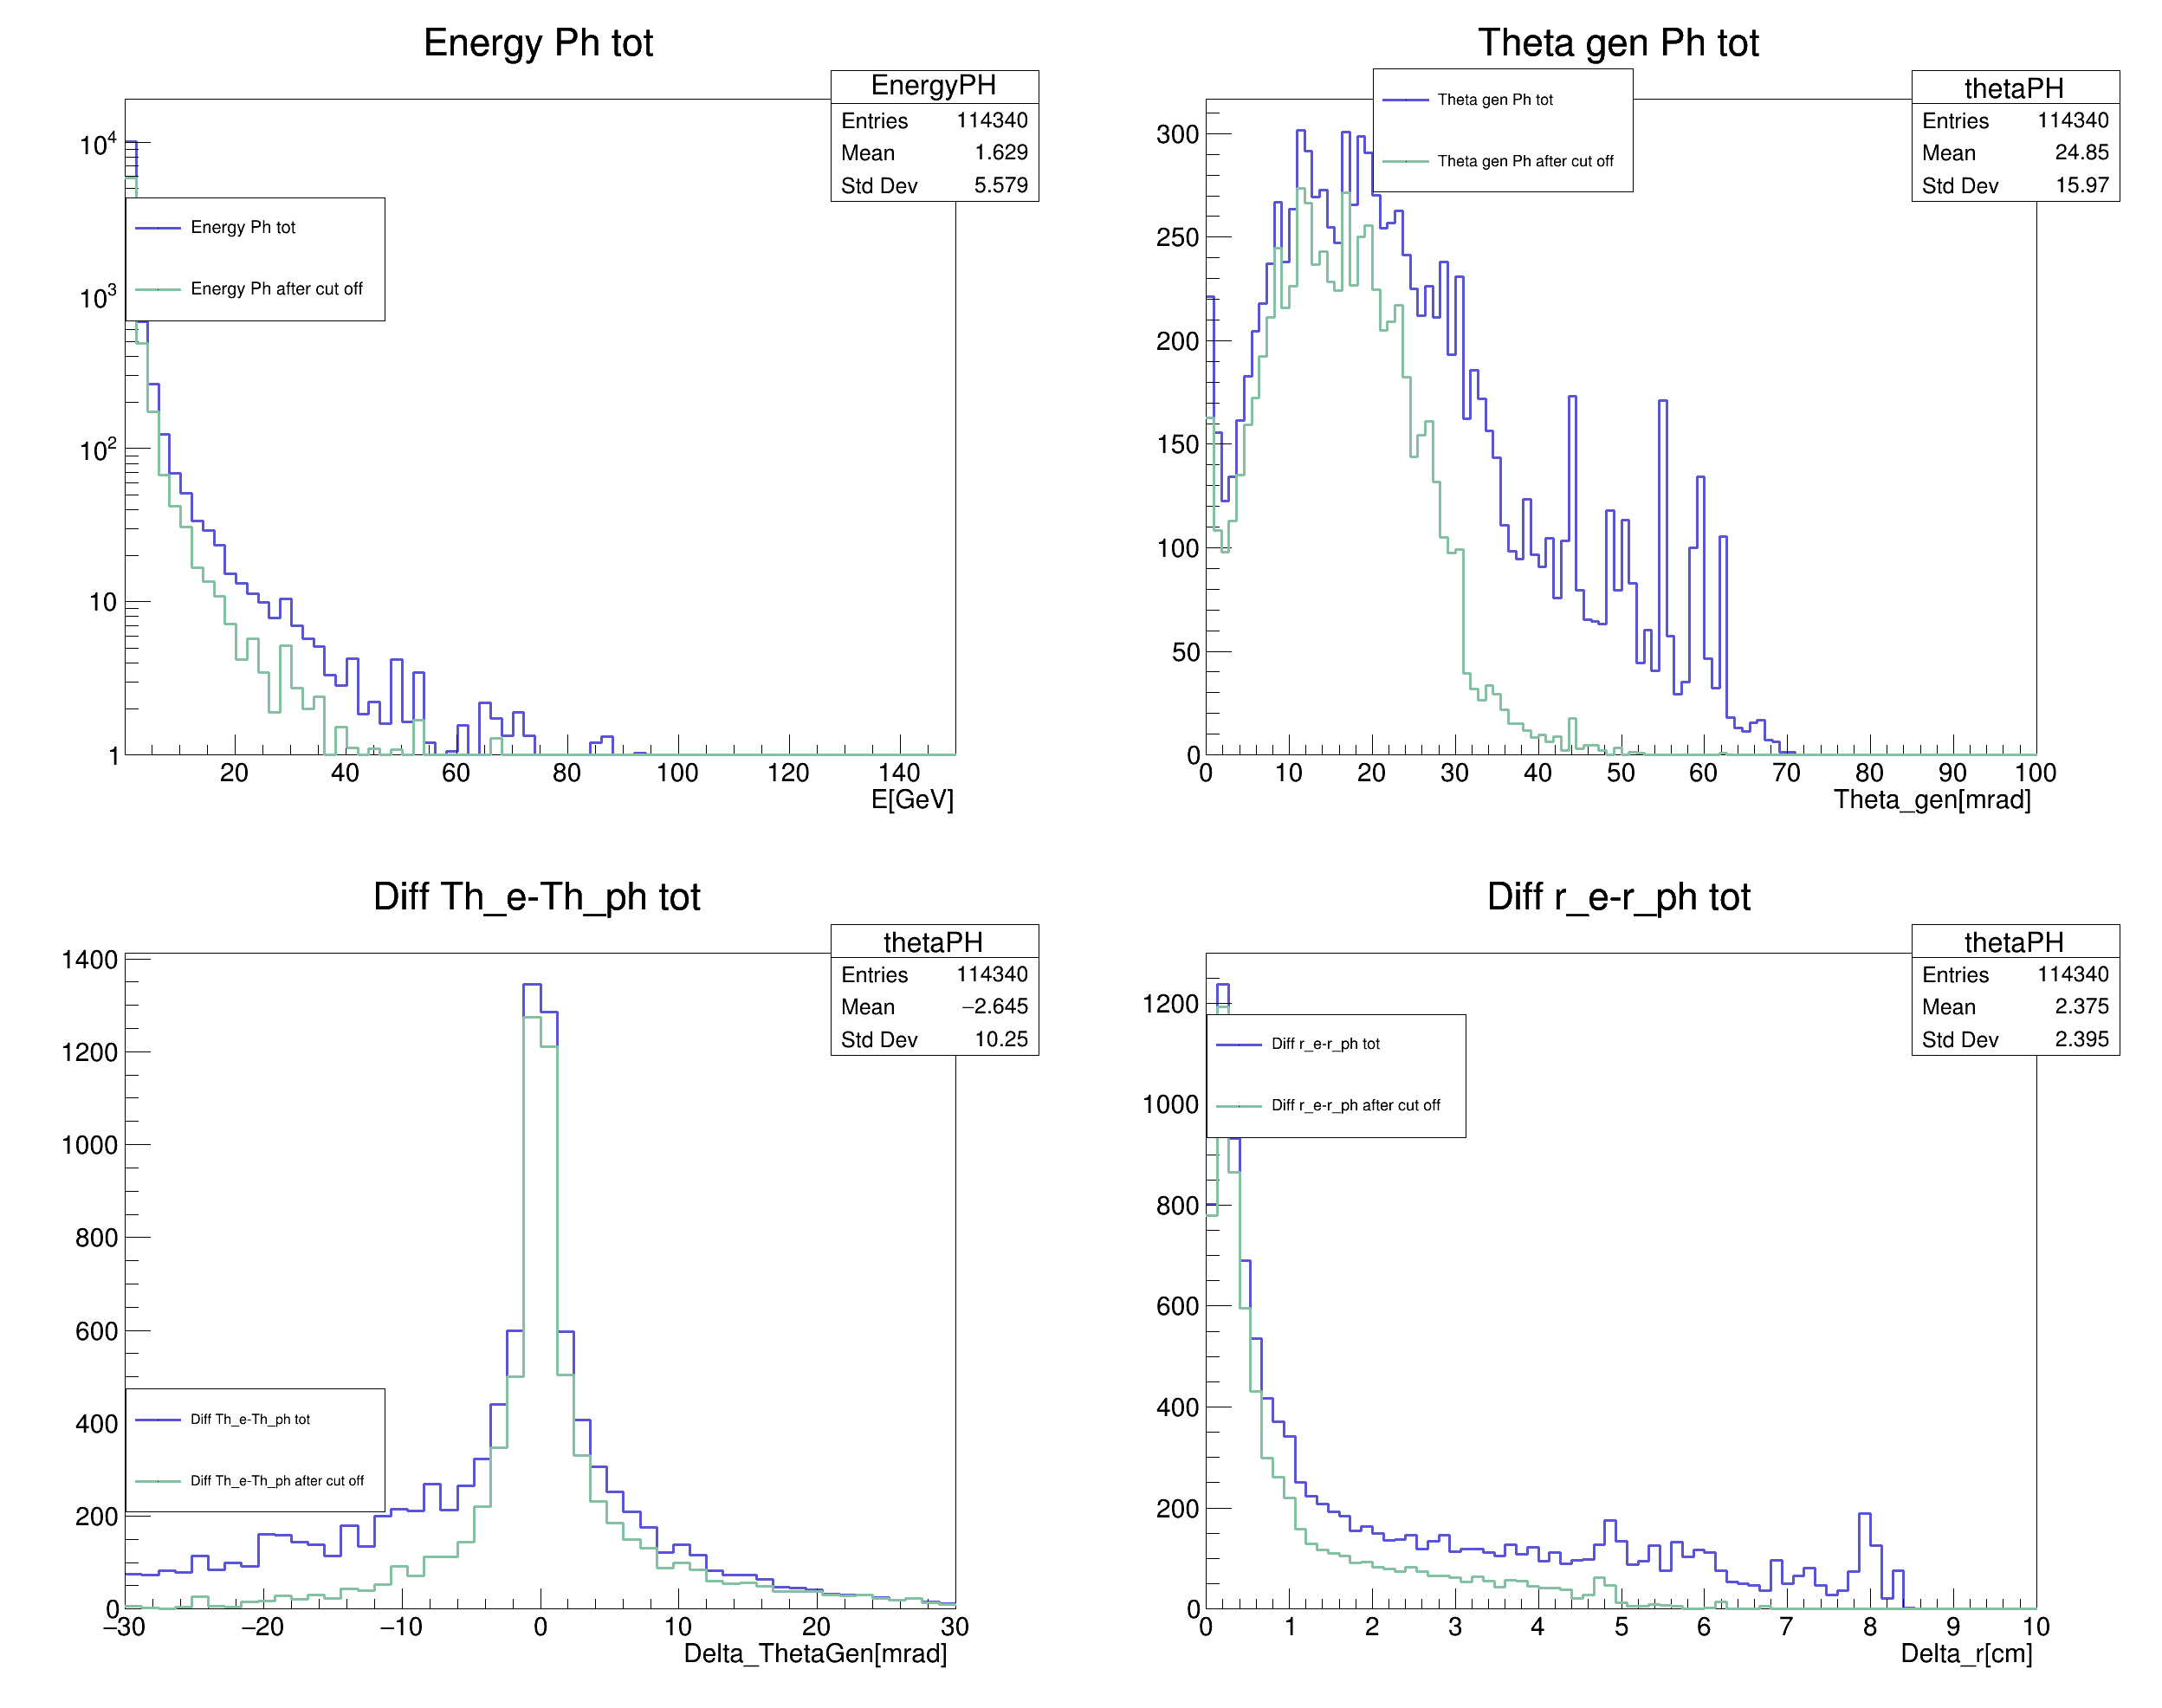 Energy Ph tot
EnergyPH
Entries 114340
Mean 1.629
Std Dev 5.579
Energy Ph tot
Energy Ph after cut off
10^4
10^3
10^2
10
1
20 40 60 80 100 120 140
E[GeV]
Theta gen Ph tot
thetaPH
Entries 114340
Mean 24.85
Std Dev 15.97
Theta gen Ph tot
Theta gen Ph after cut off
300
250
200
150
100
50
0
0 10 20 30 40 50 60 70 80 90 100
Theta_gen[mrad]
Diff Th_e-Th_ph tot
thetaPH
Entries 114340
Mean −2.645
Std Dev 10.25
Diff Th_e-Th_ph tot
Diff Th_e-Th_ph after cut off
1400
1200
1000
800
600
400
200
0
−30 −20 −10 0 10 20 30
Delta_ThetaGen[mrad]
Diff r_e-r_ph tot
thetaPH
Entries 114340
Mean 2.375
Std Dev 2.395
Diff r_e-r_ph tot
Diff r_e-r_ph after cut off
1200
1000
800
600
400
200
0
0 1 2 3 4 5 6 7 8 9 10
Delta_r[cm]